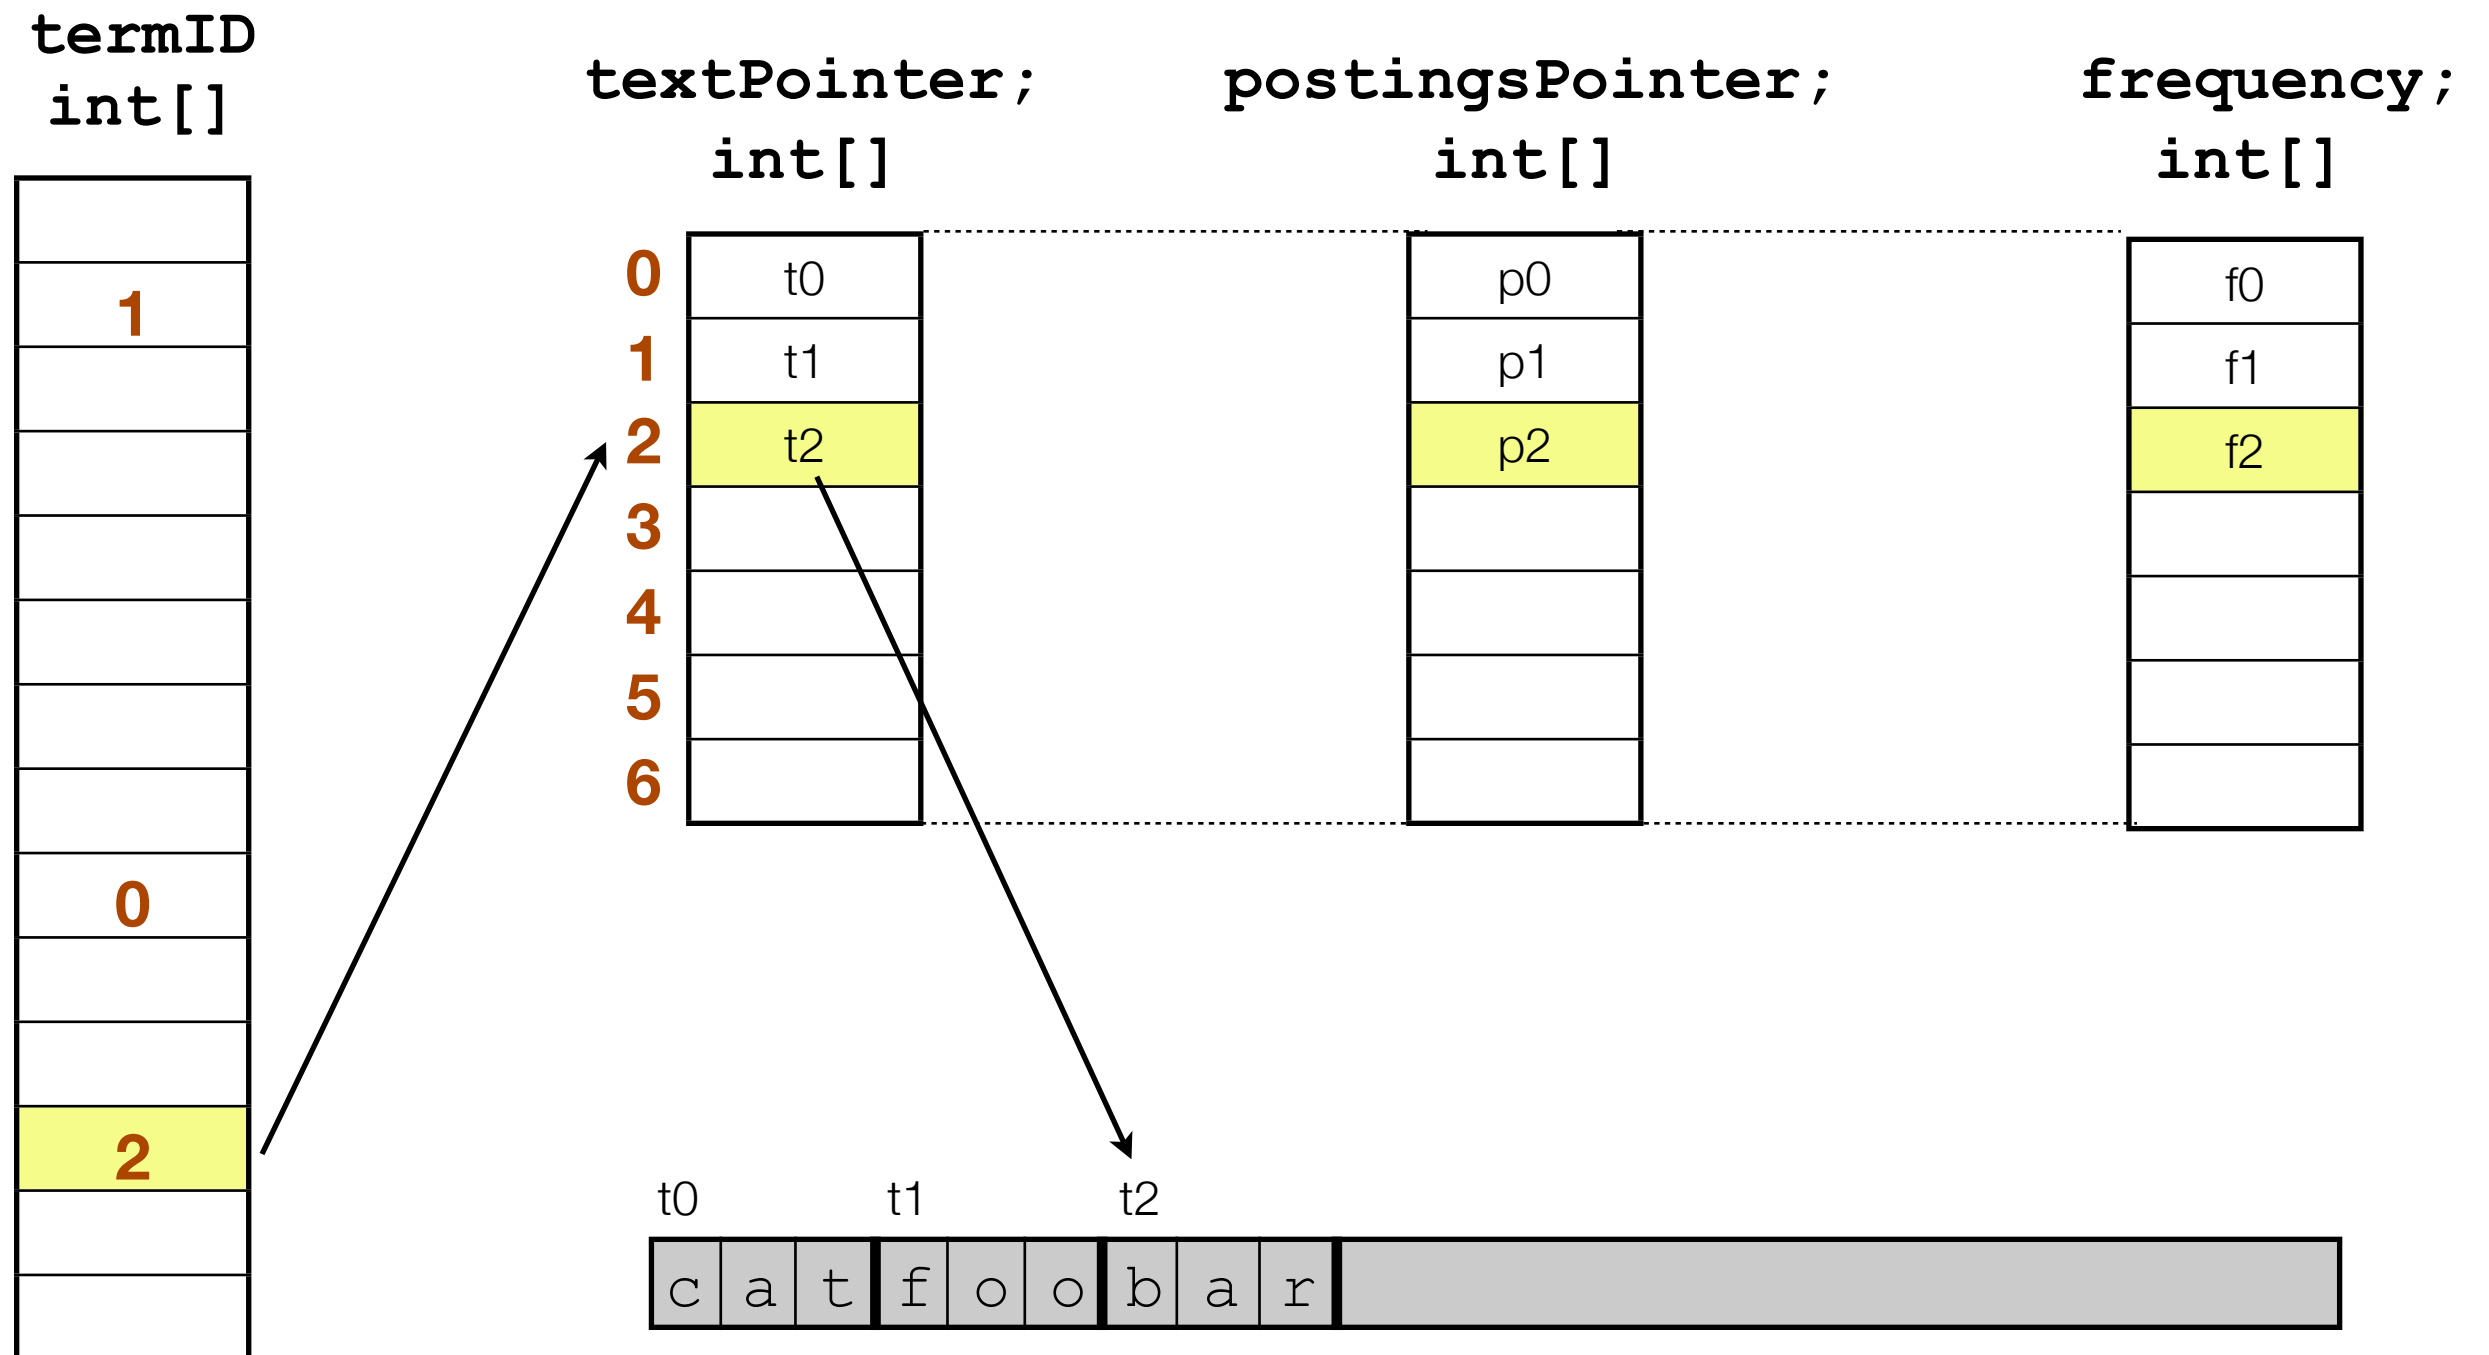 termID
int[]
textPointer;
int[]
postingsPointer;
int[]
frequency;
int[]
1
0
2
0 t0 p0 f0
1 t1 p1 f1
2 t2 p2 f2
3
4
5
6
t0 t1 t2
c a t f o o b a r